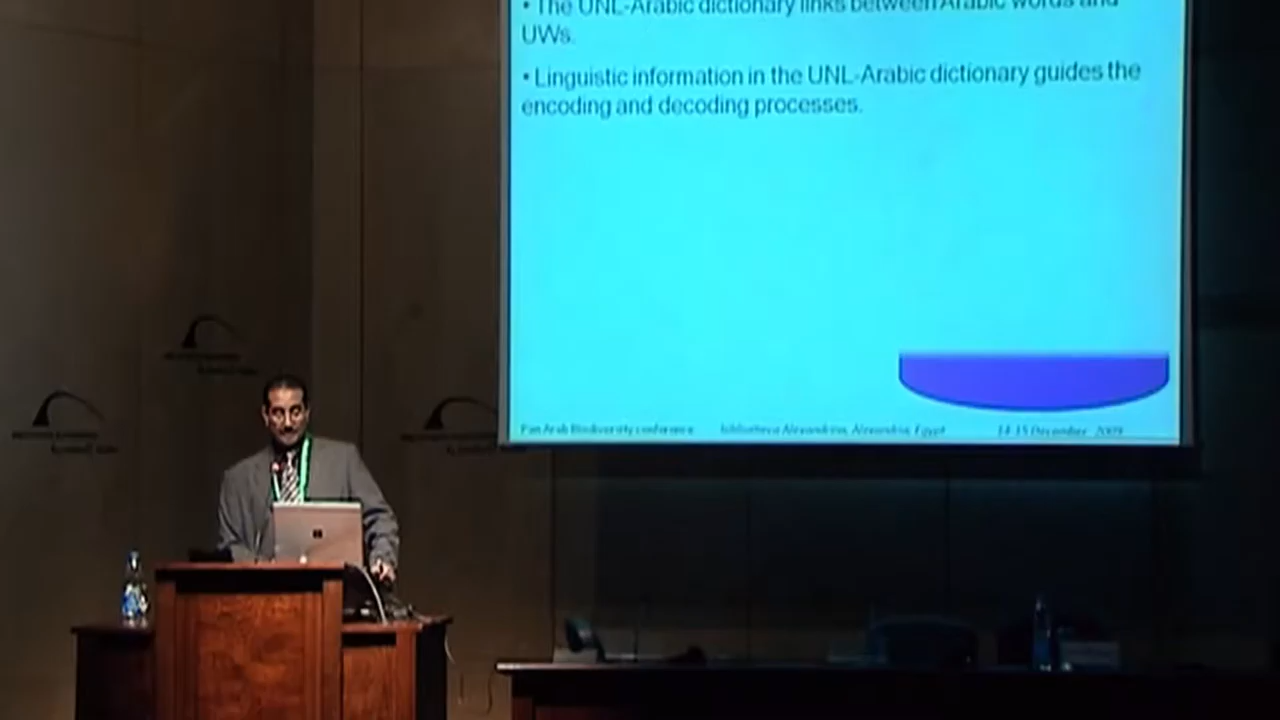 • The UNL-Arabic dictionary links between Arabic words and
UWs.
• Linguistic information in the UNL-Arabic dictionary guides the
encoding and decoding processes.
Pan Arab Biodiversity conference Bibliotheca Alexandrina, Alexandria, Egypt 14-15 December, 2009